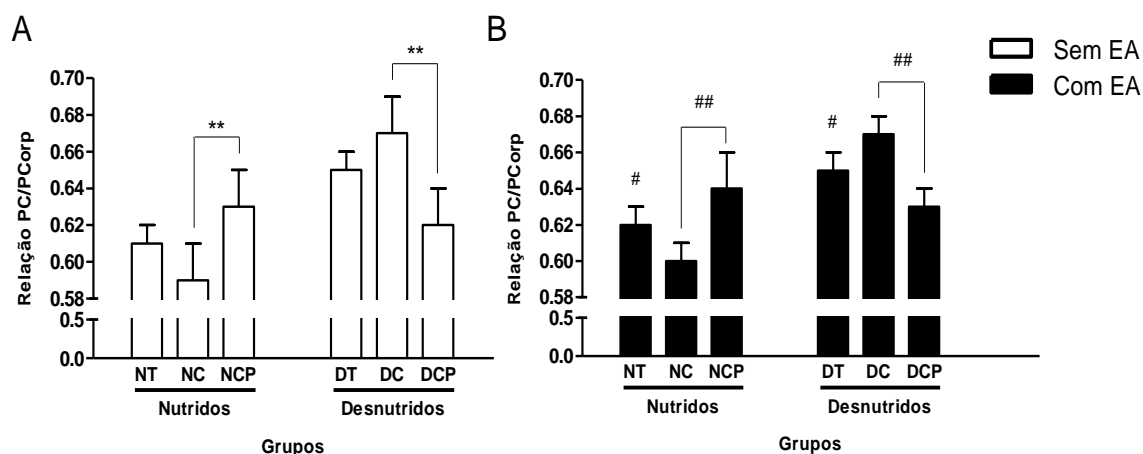 A
B
Sem EA
Com EA
**
**
0.70
0.68
0.66
0.64
0.62
0.60
0.58
0.5
0.0
Relação PC/PCorp
NT NC NCP DT DC DCP
Nutridos Desnutridos
Grupos
##
##
#
#
0.70
0.68
0.66
0.64
0.62
0.60
0.58
0.5
0.0
Relação PC/PCorp
NT NC NCP DT DC DCP
Nutridos Desnutridos
Grupos